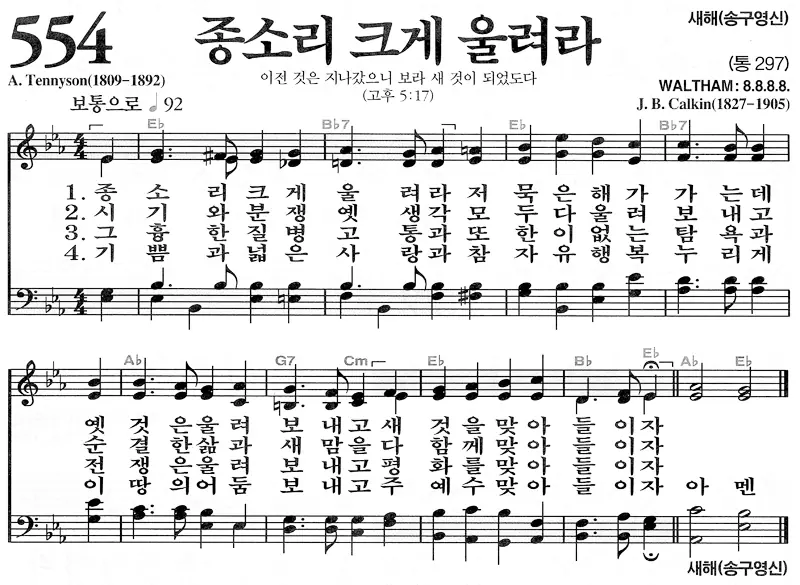 554 종소리 크게 울려라 새해(송구영신)
(통 297)
A. Tennyson(1809-1892) 이전 것은 지나갔으니 보라 새 것이 되었도다 WALTHAM: 8.8.8.8.
보통으로 ♩ 92 (고후 5:17) J. B. Calkin(1827-1905)
E♭ B♭7 E♭ B♭7
1. 종 소 리 크 게 울 려 라 저 묵 은 해 가 가 는 데
2. 시 기 와 분 쟁 옛 생 각 모 두 다 울 려 보 내 고
3. 그 흉 한 질 병 고 통 과 또 한 이 없 는 탐 욕 과
4. 기 쁨 과 넓 은 사 랑 과 참 자 유 행 복 누 리 게
A♭ G7 Cm E♭ B♭ E♭ A♭ E♭
옛 것 은 울 려 보 내 고 새 것 을 맞 아 들 이 자
순 결 한 삶 과 새 맘 을 다 함 께 맞 아 들 이 자
전 쟁 은 울 려 보 내 고 평 화 를 맞 아 들 이 자
이 땅 의 어 둠 보 내 고 주 예 수 맞 아 들 이 자 아 멘
새해(송구영신)